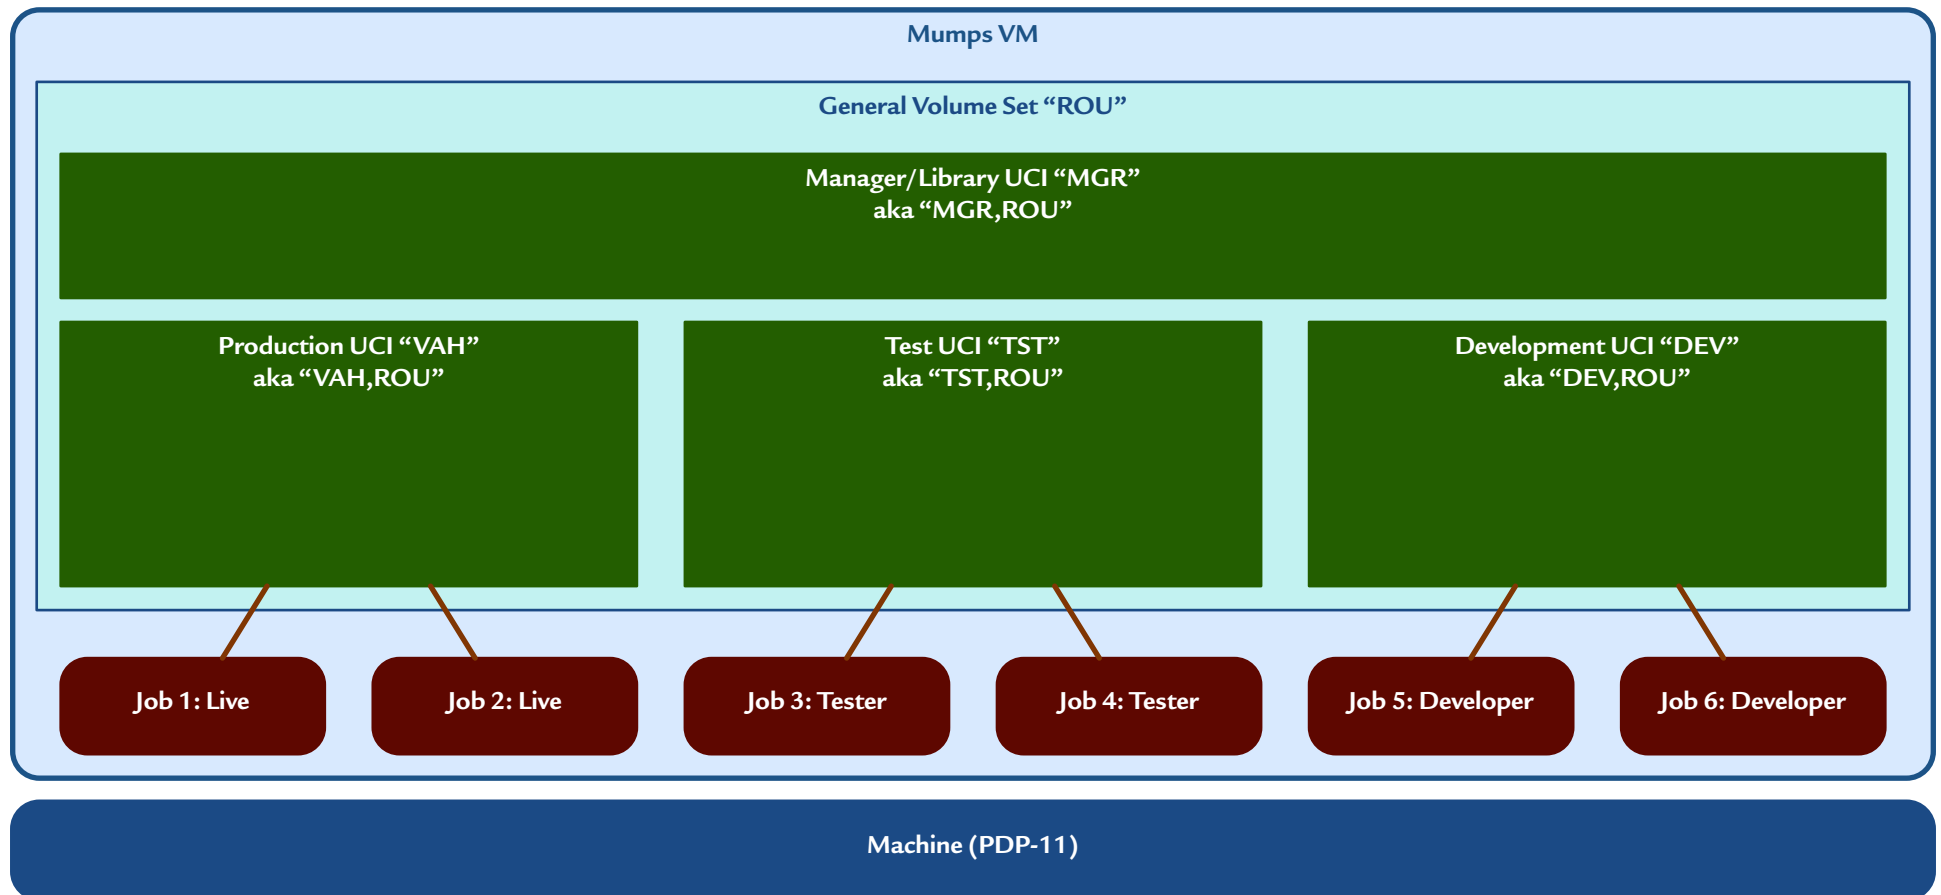 Mumps VM
General Volume Set “ROU”
Manager/Library UCI “MGR”
aka “MGR,ROU”
Production UCI “VAH”
aka “VAH,ROU”
Test UCI “TST”
aka “TST,ROU”
Development UCI “DEV”
aka “DEV,ROU”
Job 1: Live
Job 2: Live
Job 3: Tester
Job 4: Tester
Job 5: Developer
Job 6: Developer
Machine (PDP-11)